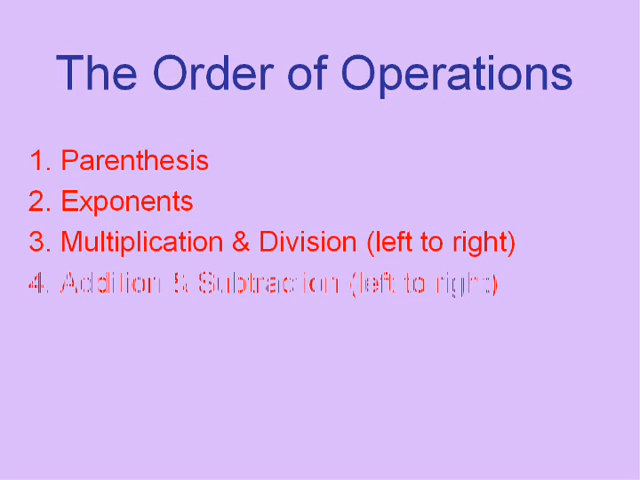 The Order of Operations
1. Parenthesis
2. Exponents
3. Multiplication & Division (left to right)
4. Addition & Subtraction (left to right)